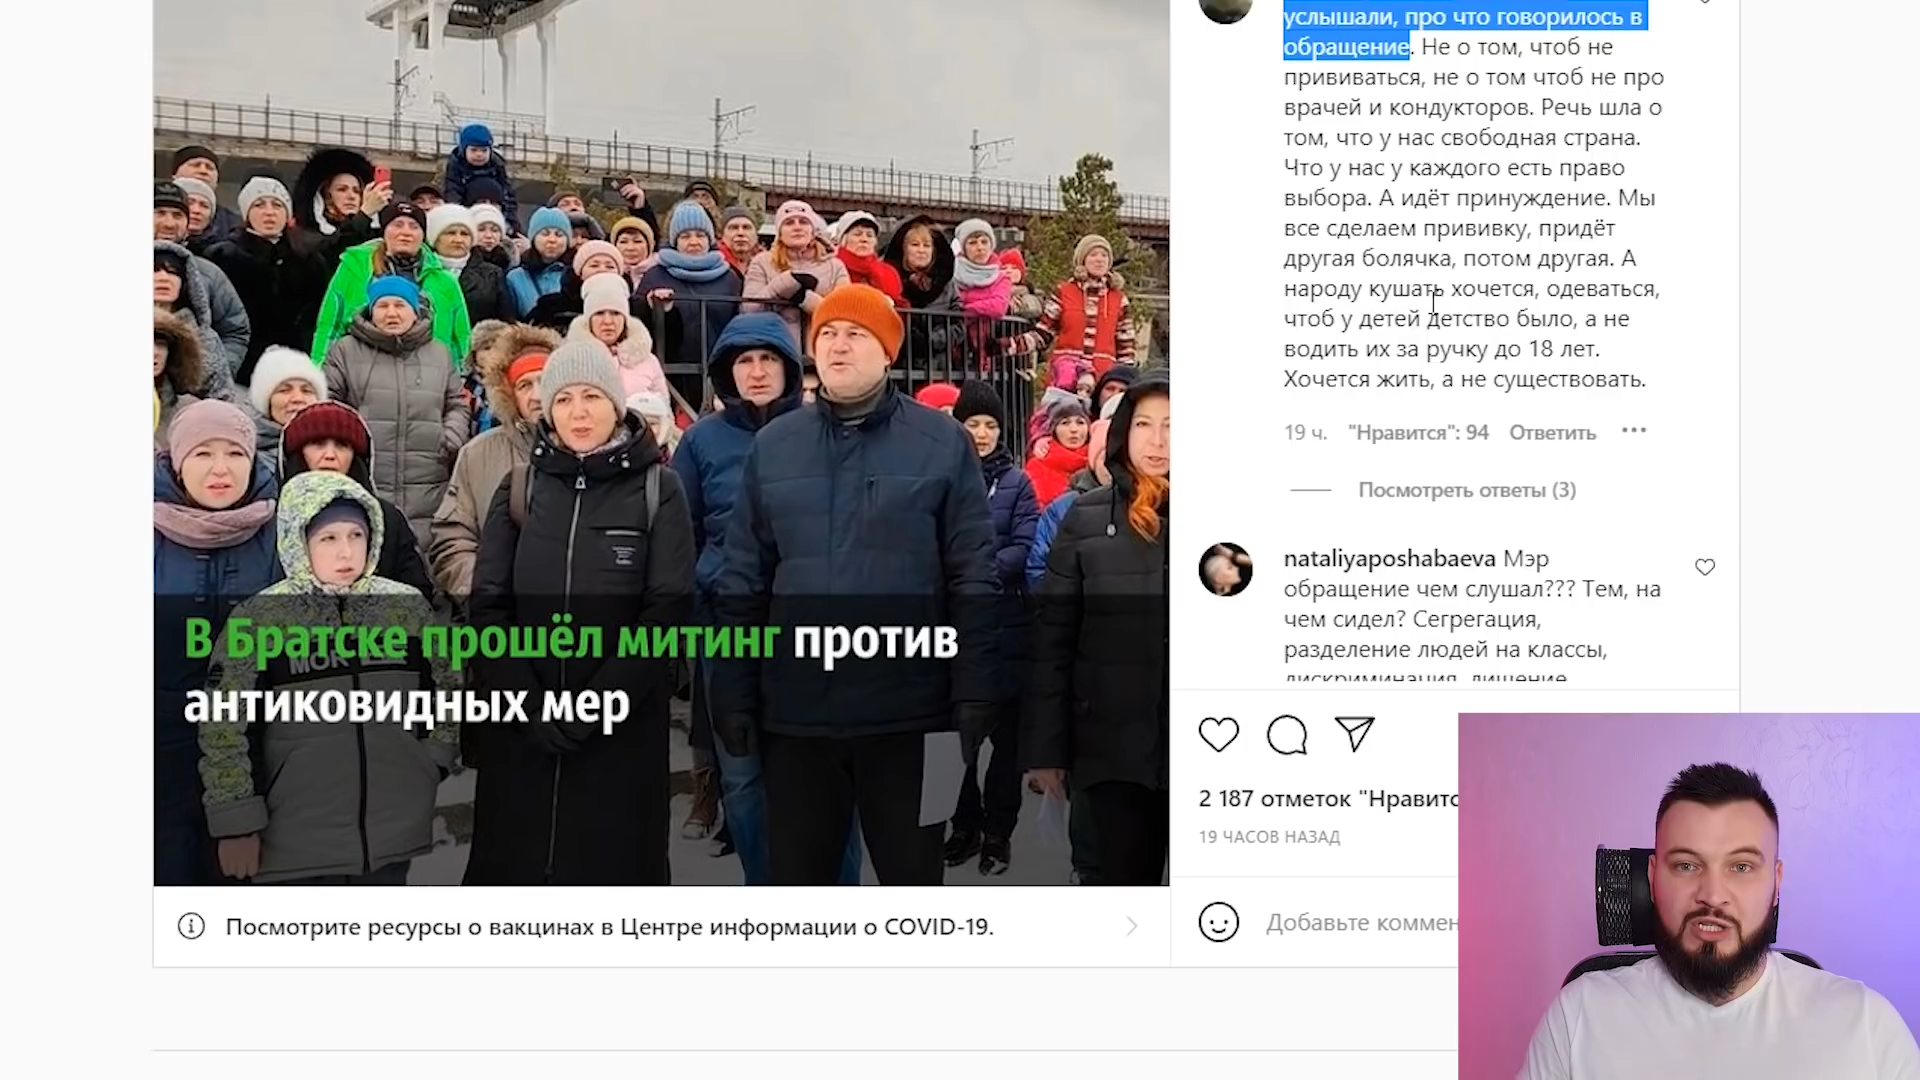 услышали, про что говорилось в
обращение. Не о том, чтоб не
прививаться, не о том чтоб не про
врачей и кондукторов. Речь шла о
том, что у нас свободная страна.
Что у нас у каждого есть право
выбора. А идёт принуждение. Мы
все сделаем прививку, придёт
другая болячка, потом другая. А
народу кушать хочется, одеваться,
чтоб у детей детство было, а не
водить их за ручку до 18 лет.
Хочется жить, а не существовать.
19 ч. "Нравится": 94 Ответить
Посмотреть ответы (3)
nataliyaposhabaeva Мэр
обращение чем слушал??? Тем, на
чем сидел? Сегрегация,
разделение людей на классы,
дискриминация, лишение
В Братске прошёл митинг против
антиковидных мер
2 187 отметок "Нравитс
19 ЧАСОВ НАЗАД
Добавьте коммен
Посмотрите ресурсы о вакцинах в Центре информации о COVID-19.